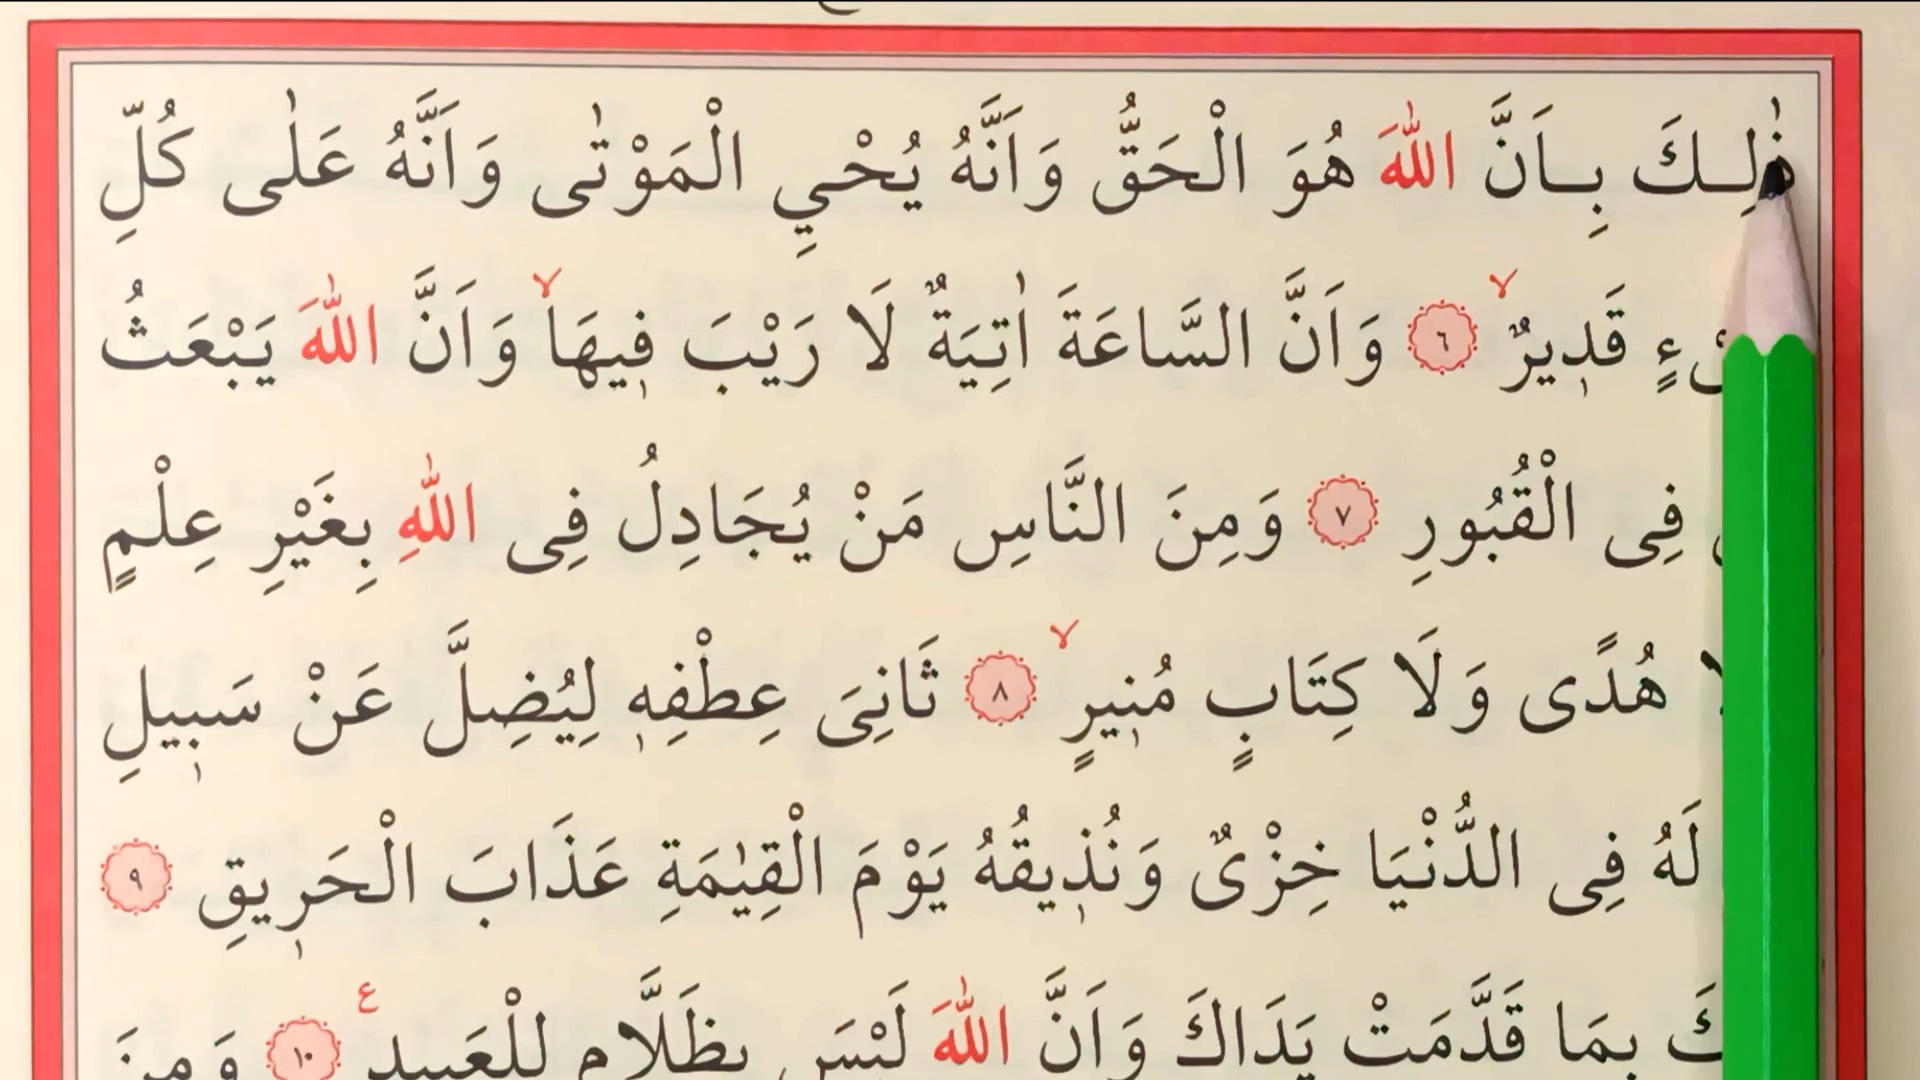 ذٰلِكَ بِاَنَّ اللّٰهَ هُوَ الْحَقُّ وَاَنَّهُ يُحْيِي الْمَوْتٰى وَاَنَّهُ عَلٰى كُلِّ
قَدٖيرٌۙ ٦ وَاَنَّ السَّاعَةَ اٰتِيَةٌ لَا رَيْبَ فٖيهَاۙ وَاَنَّ اللّٰهَ يَبْعَثُ
فِى الْقُبُورِ ٧ وَمِنَ النَّاسِ مَنْ يُجَادِلُ فِى اللّٰهِ بِغَيْرِ عِلْمٍ
هُدًى وَلَا كِتَابٍ مُنٖيرٍۙ ٨ ثَانِىَ عِطْفِهٖ لِيُضِلَّ عَنْ سَبٖيلِ
لَهُ فِى الدُّنْيَا خِزْىٌ وَنُذٖيقُهُ يَوْمَ الْقِيٰمَةِ عَذَابَ الْحَرٖيقِ ٩
بِمَا قَدَّمَتْ يَدَاكَ وَاَنَّ اللّٰهَ لَيْسَ بِظَلَّامٍ لِلْعَبٖيدِ ع ١٠ وَمِنَ